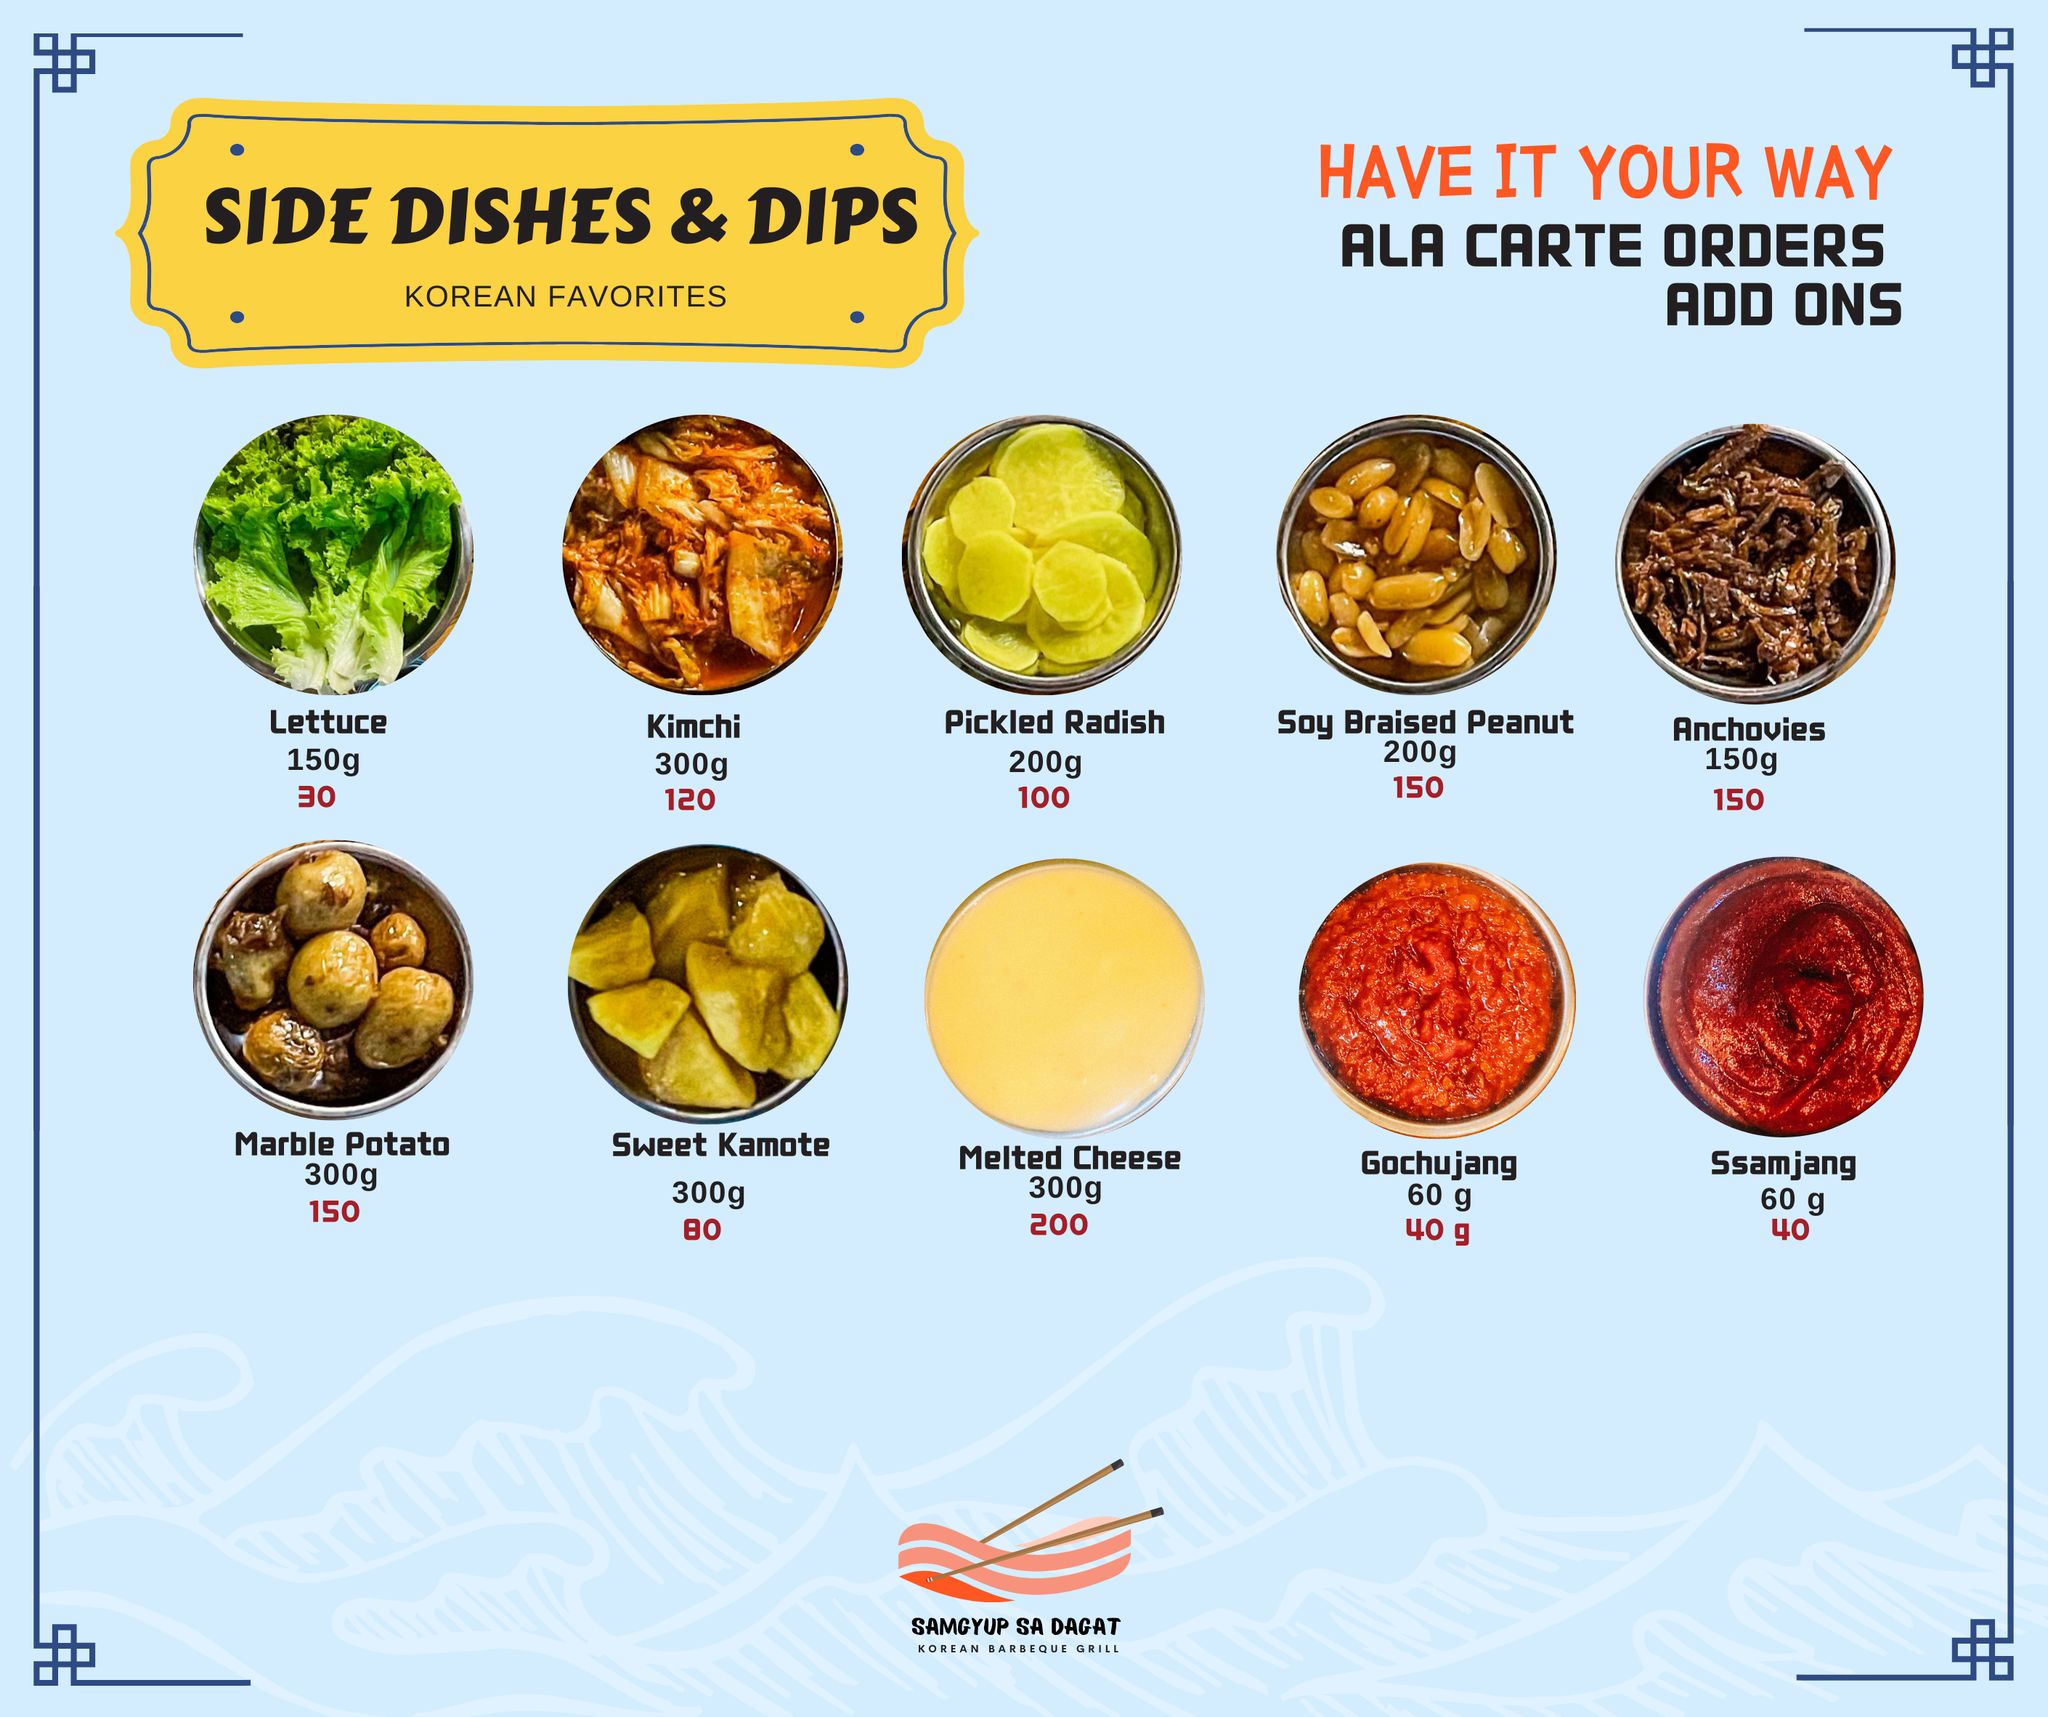 SIDE DISHES & DIPS
KOREAN FAVORITES
HAVE IT YOUR WAY
ALA CARTE ORDERS
ADD ONS
Lettuce
150g
30
Kimchi
300g
120
Pickled Radish
200g
100
Soy Braised Peanut
200g
150
Anchovies
150g
150
Marble Potato
300g
150
Sweet Kamote
300g
80
Melted Cheese
300g
200
Gochujang
60 g
40 g
Ssamjang
60 g
40
SAMGYUP SA DAGAT
KOREAN BARBEQUE GRILL